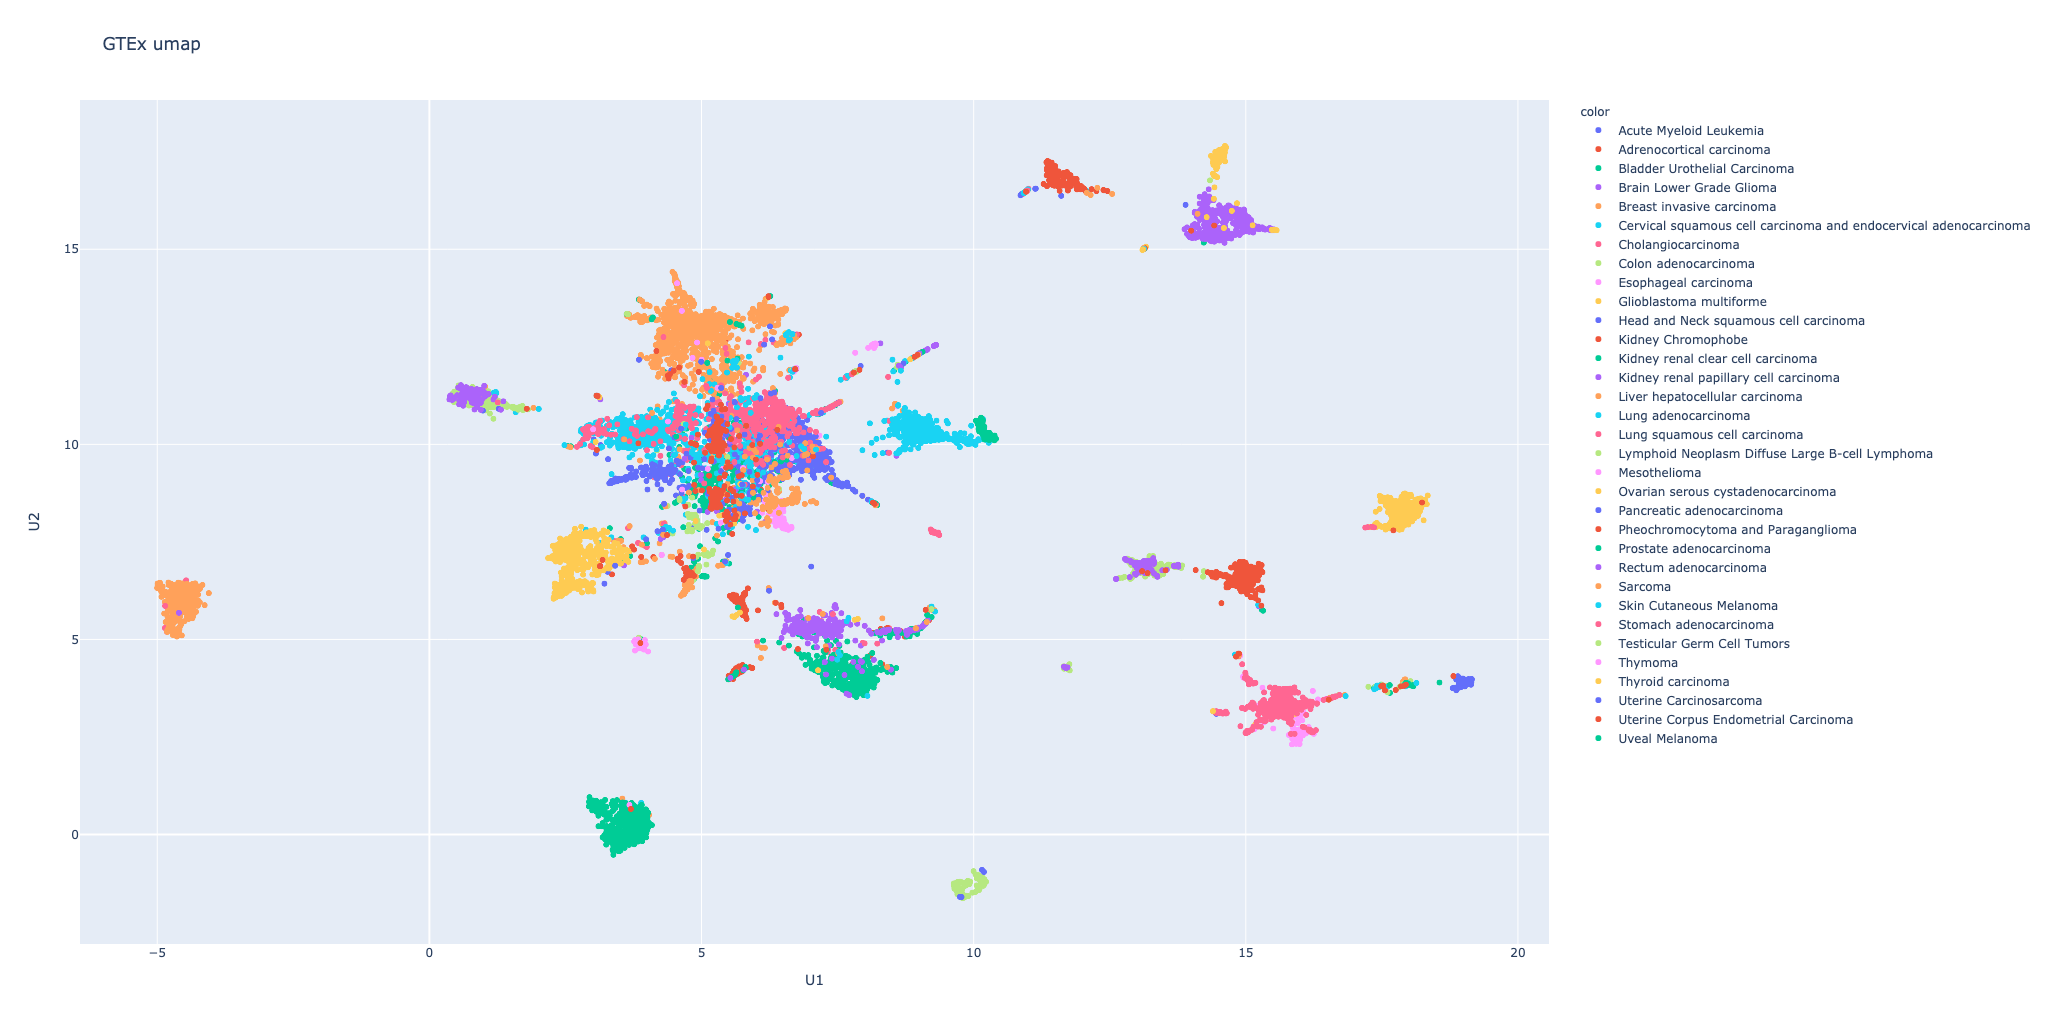 GTEx umap
color
Acute Myeloid Leukemia
Adrenocortical carcinoma
Bladder Urothelial Carcinoma
Brain Lower Grade Glioma
Breast invasive carcinoma
Cervical squamous cell carcinoma and endocervical adenocarcinoma
Cholangiocarcinoma
Colon adenocarcinoma
Esophageal carcinoma
Glioblastoma multiforme
Head and Neck squamous cell carcinoma
Kidney Chromophobe
Kidney renal clear cell carcinoma
Kidney renal papillary cell carcinoma
Liver hepatocellular carcinoma
Lung adenocarcinoma
Lung squamous cell carcinoma
Lymphoid Neoplasm Diffuse Large B-cell Lymphoma
Mesothelioma
Ovarian serous cystadenocarcinoma
Pancreatic adenocarcinoma
Pheochromocytoma and Paraganglioma
Prostate adenocarcinoma
Rectum adenocarcinoma
Sarcoma
Skin Cutaneous Melanoma
Stomach adenocarcinoma
Testicular Germ Cell Tumors
Thymoma
Thyroid carcinoma
Uterine Carcinosarcoma
Uterine Corpus Endometrial Carcinoma
Uveal Melanoma
15
10
5
0
U2
−5 0 5 10 15 20
U1